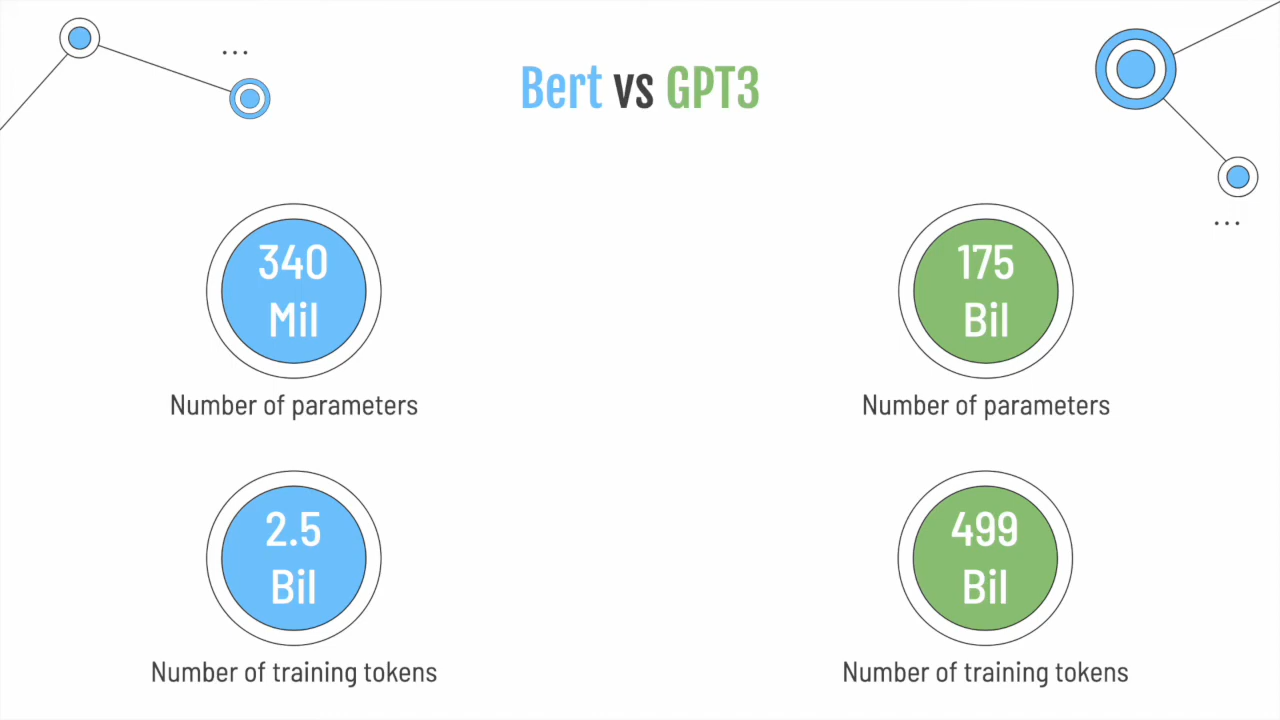 Bert vs GPT3
340
Mil
Number of parameters
175
Bil
Number of parameters
2.5
Bil
Number of training tokens
499
Bil
Number of training tokens